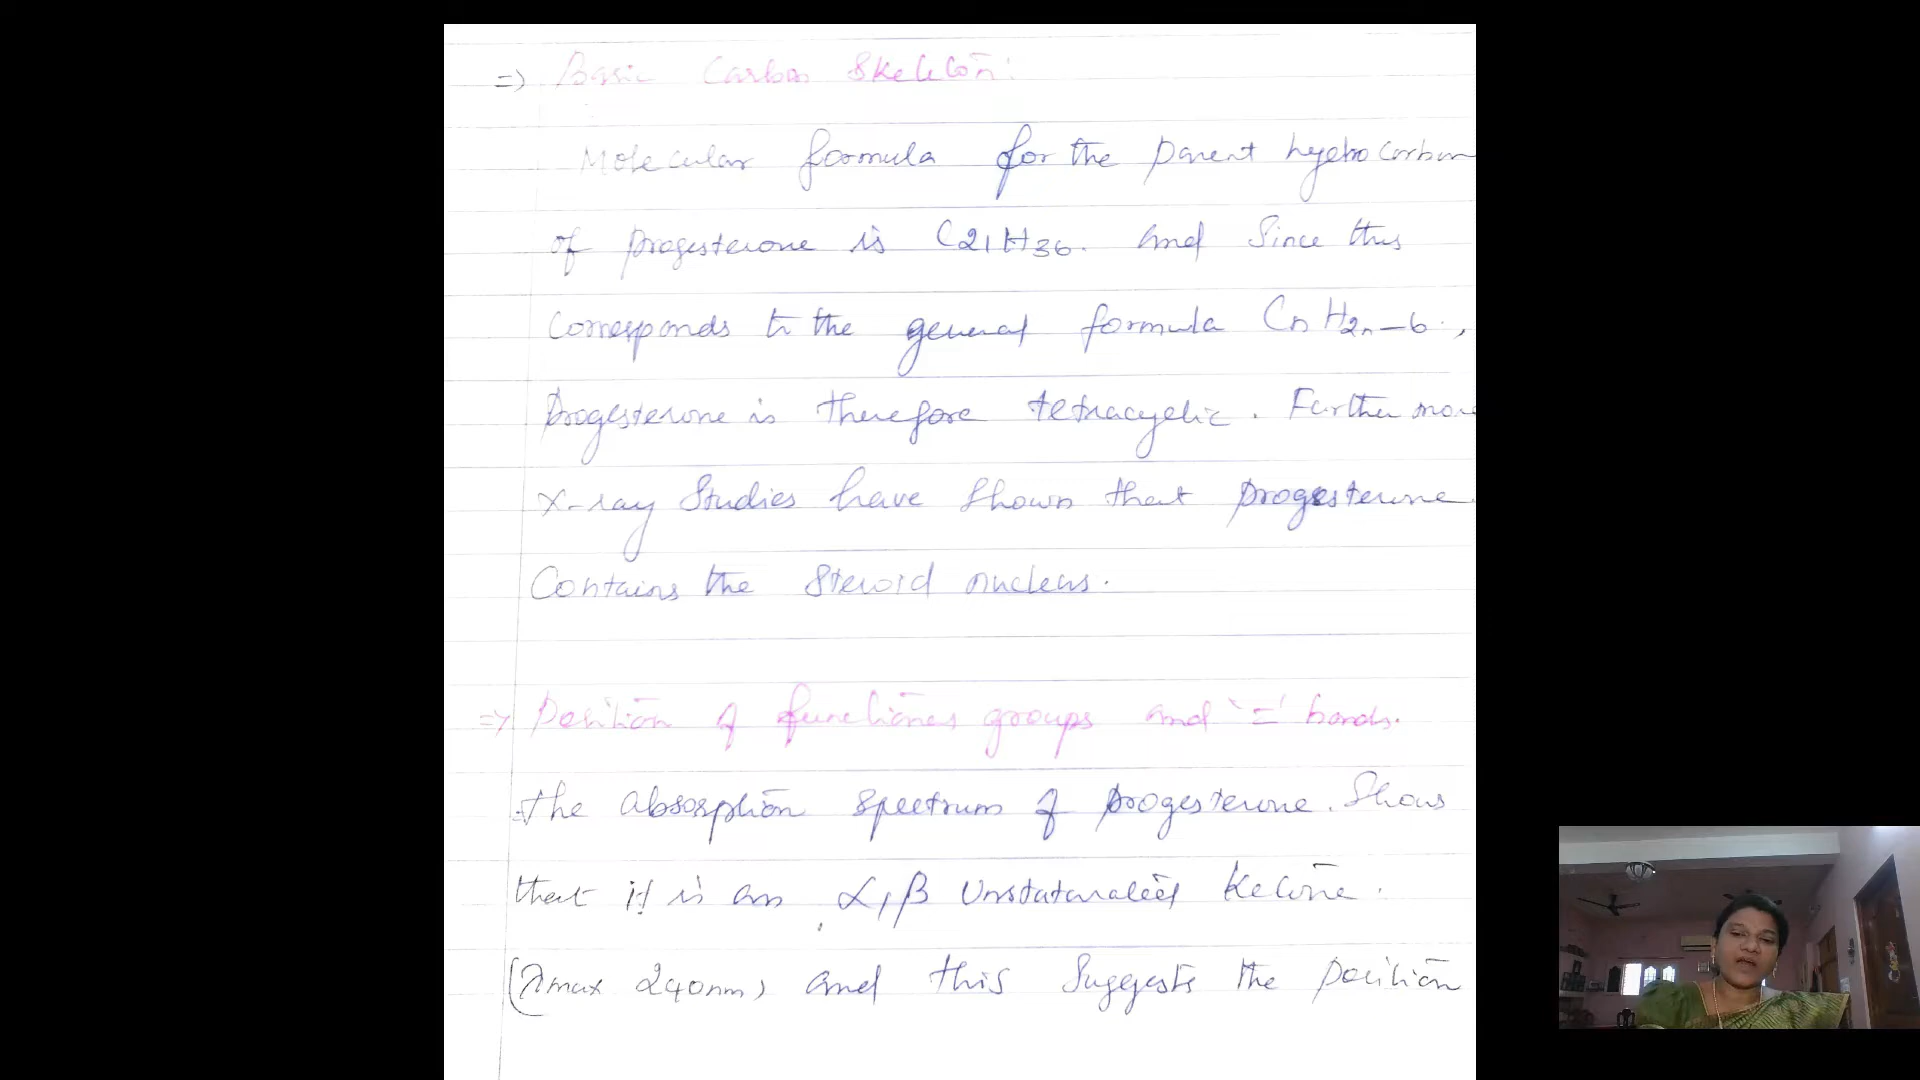 => Basic Carbon Skeleton:
Molecular formula for the parent hydrocarbon
of progesterone is C21H36. and Since this
corresponds to the general formula CnH2n-6.,
progesterone is therefore tetracyclic. Further more
X-ray Studies have shown that progesterone
Contains the steroid nucleus.
=> Position of functional groups and '=' bonds.
The absorption spectrum of progesterone. Shows
that it is an α,β Unstaturated Ketone.
(λmax 240nm) and this suggests the position